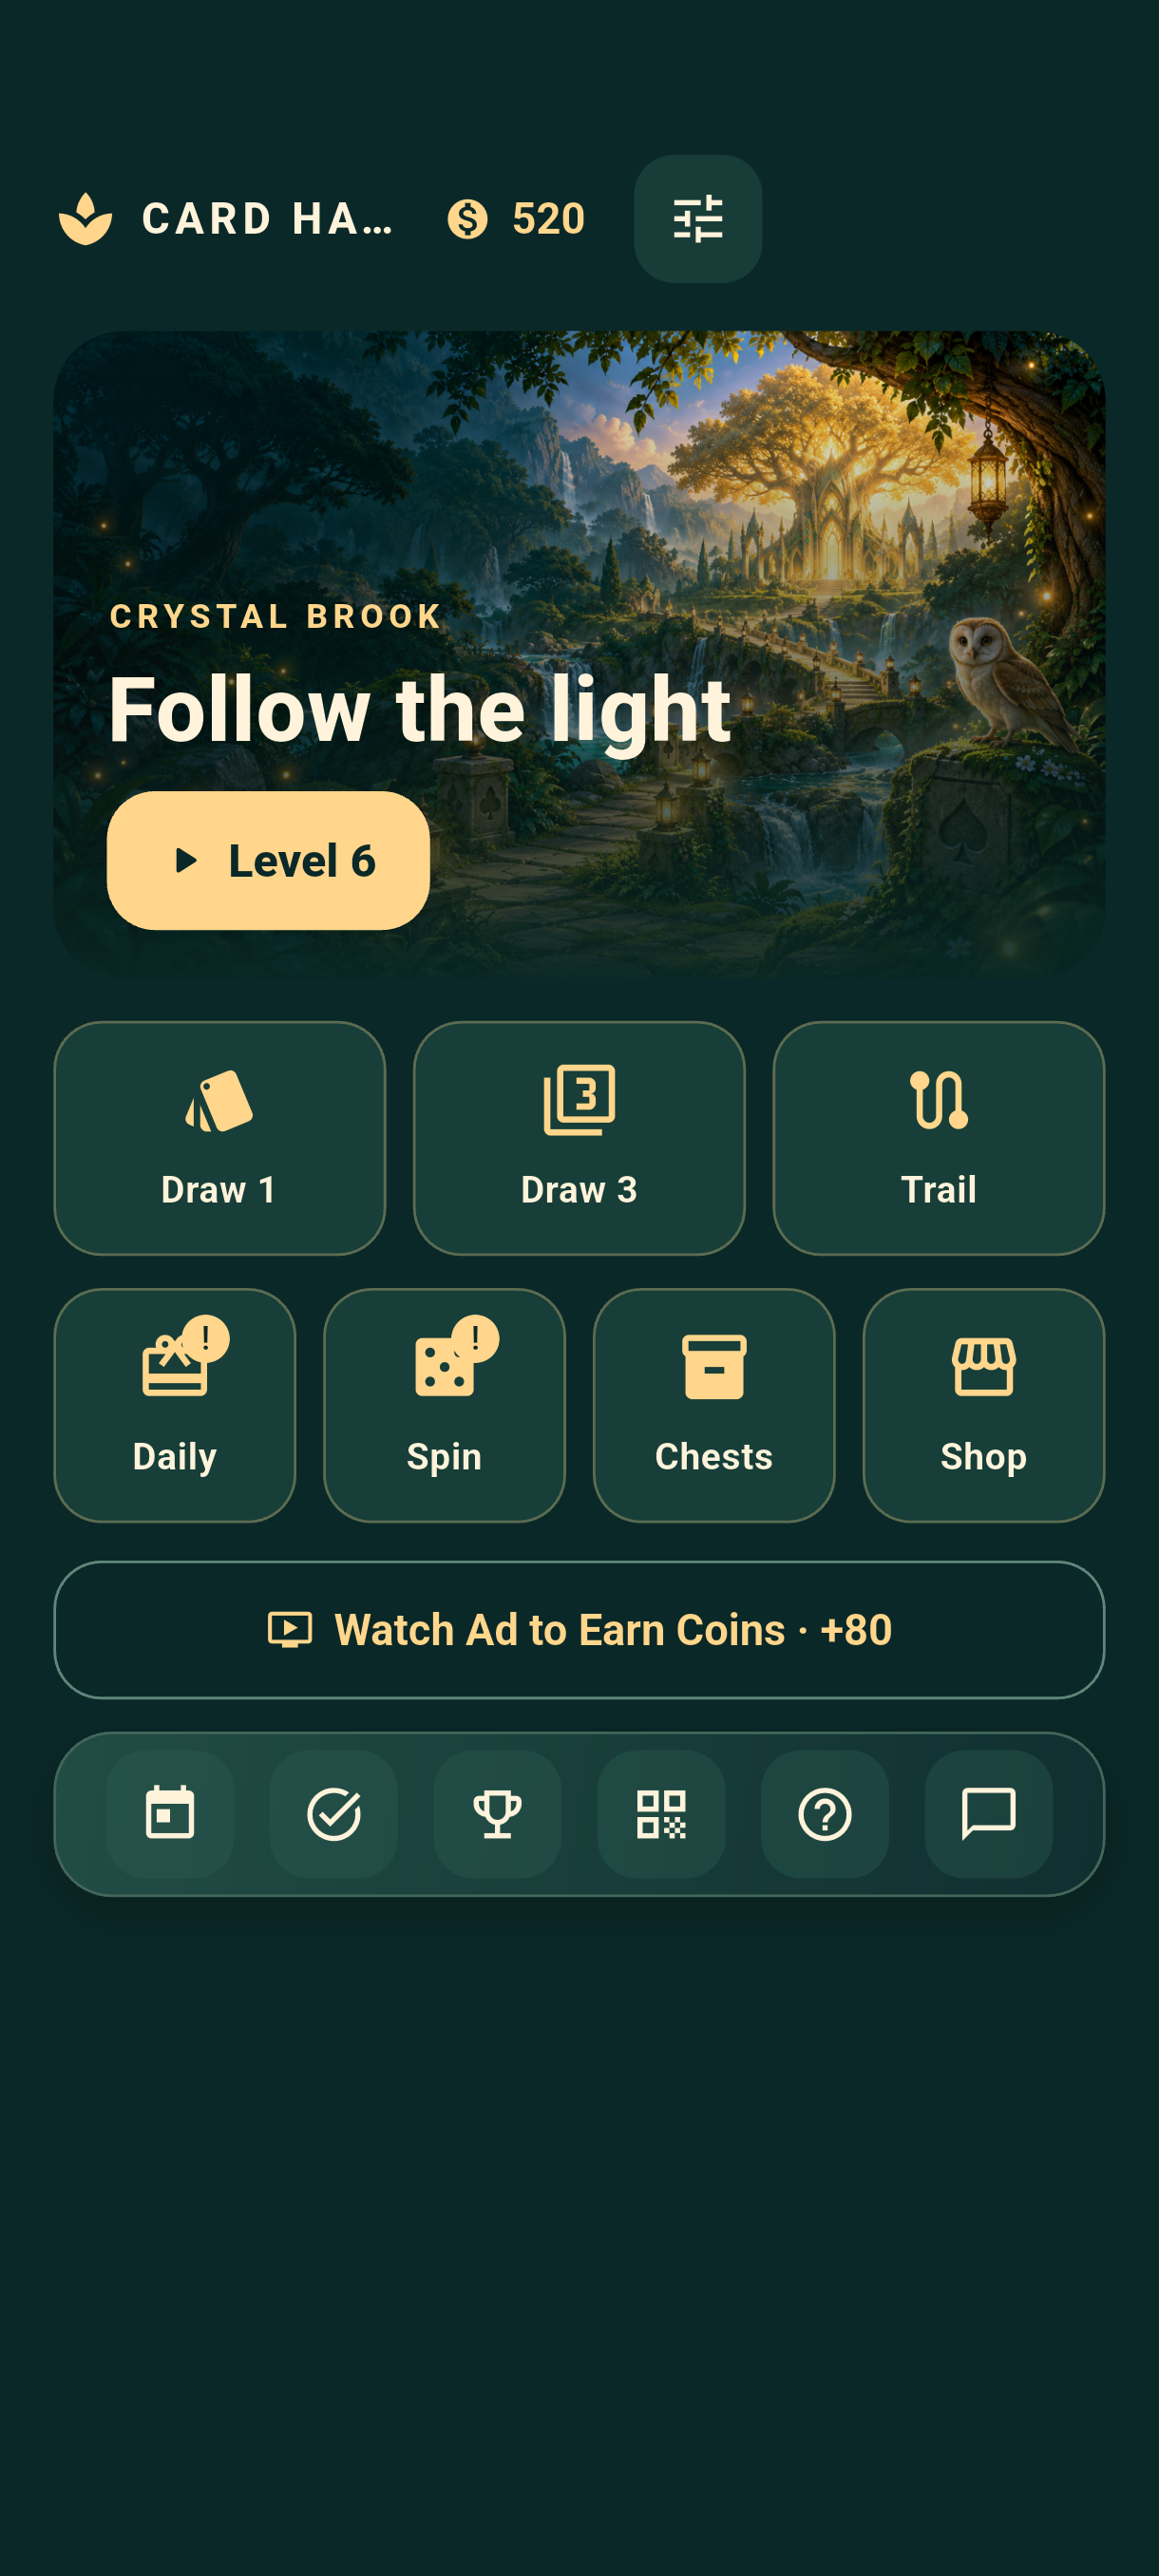 CARD HA… 520
CRYSTAL BROOK
Follow the light
Level 6
3
Draw 1 Draw 3 Trail
! !
Daily Spin Chests Shop
Watch Ad to Earn Coins · +80